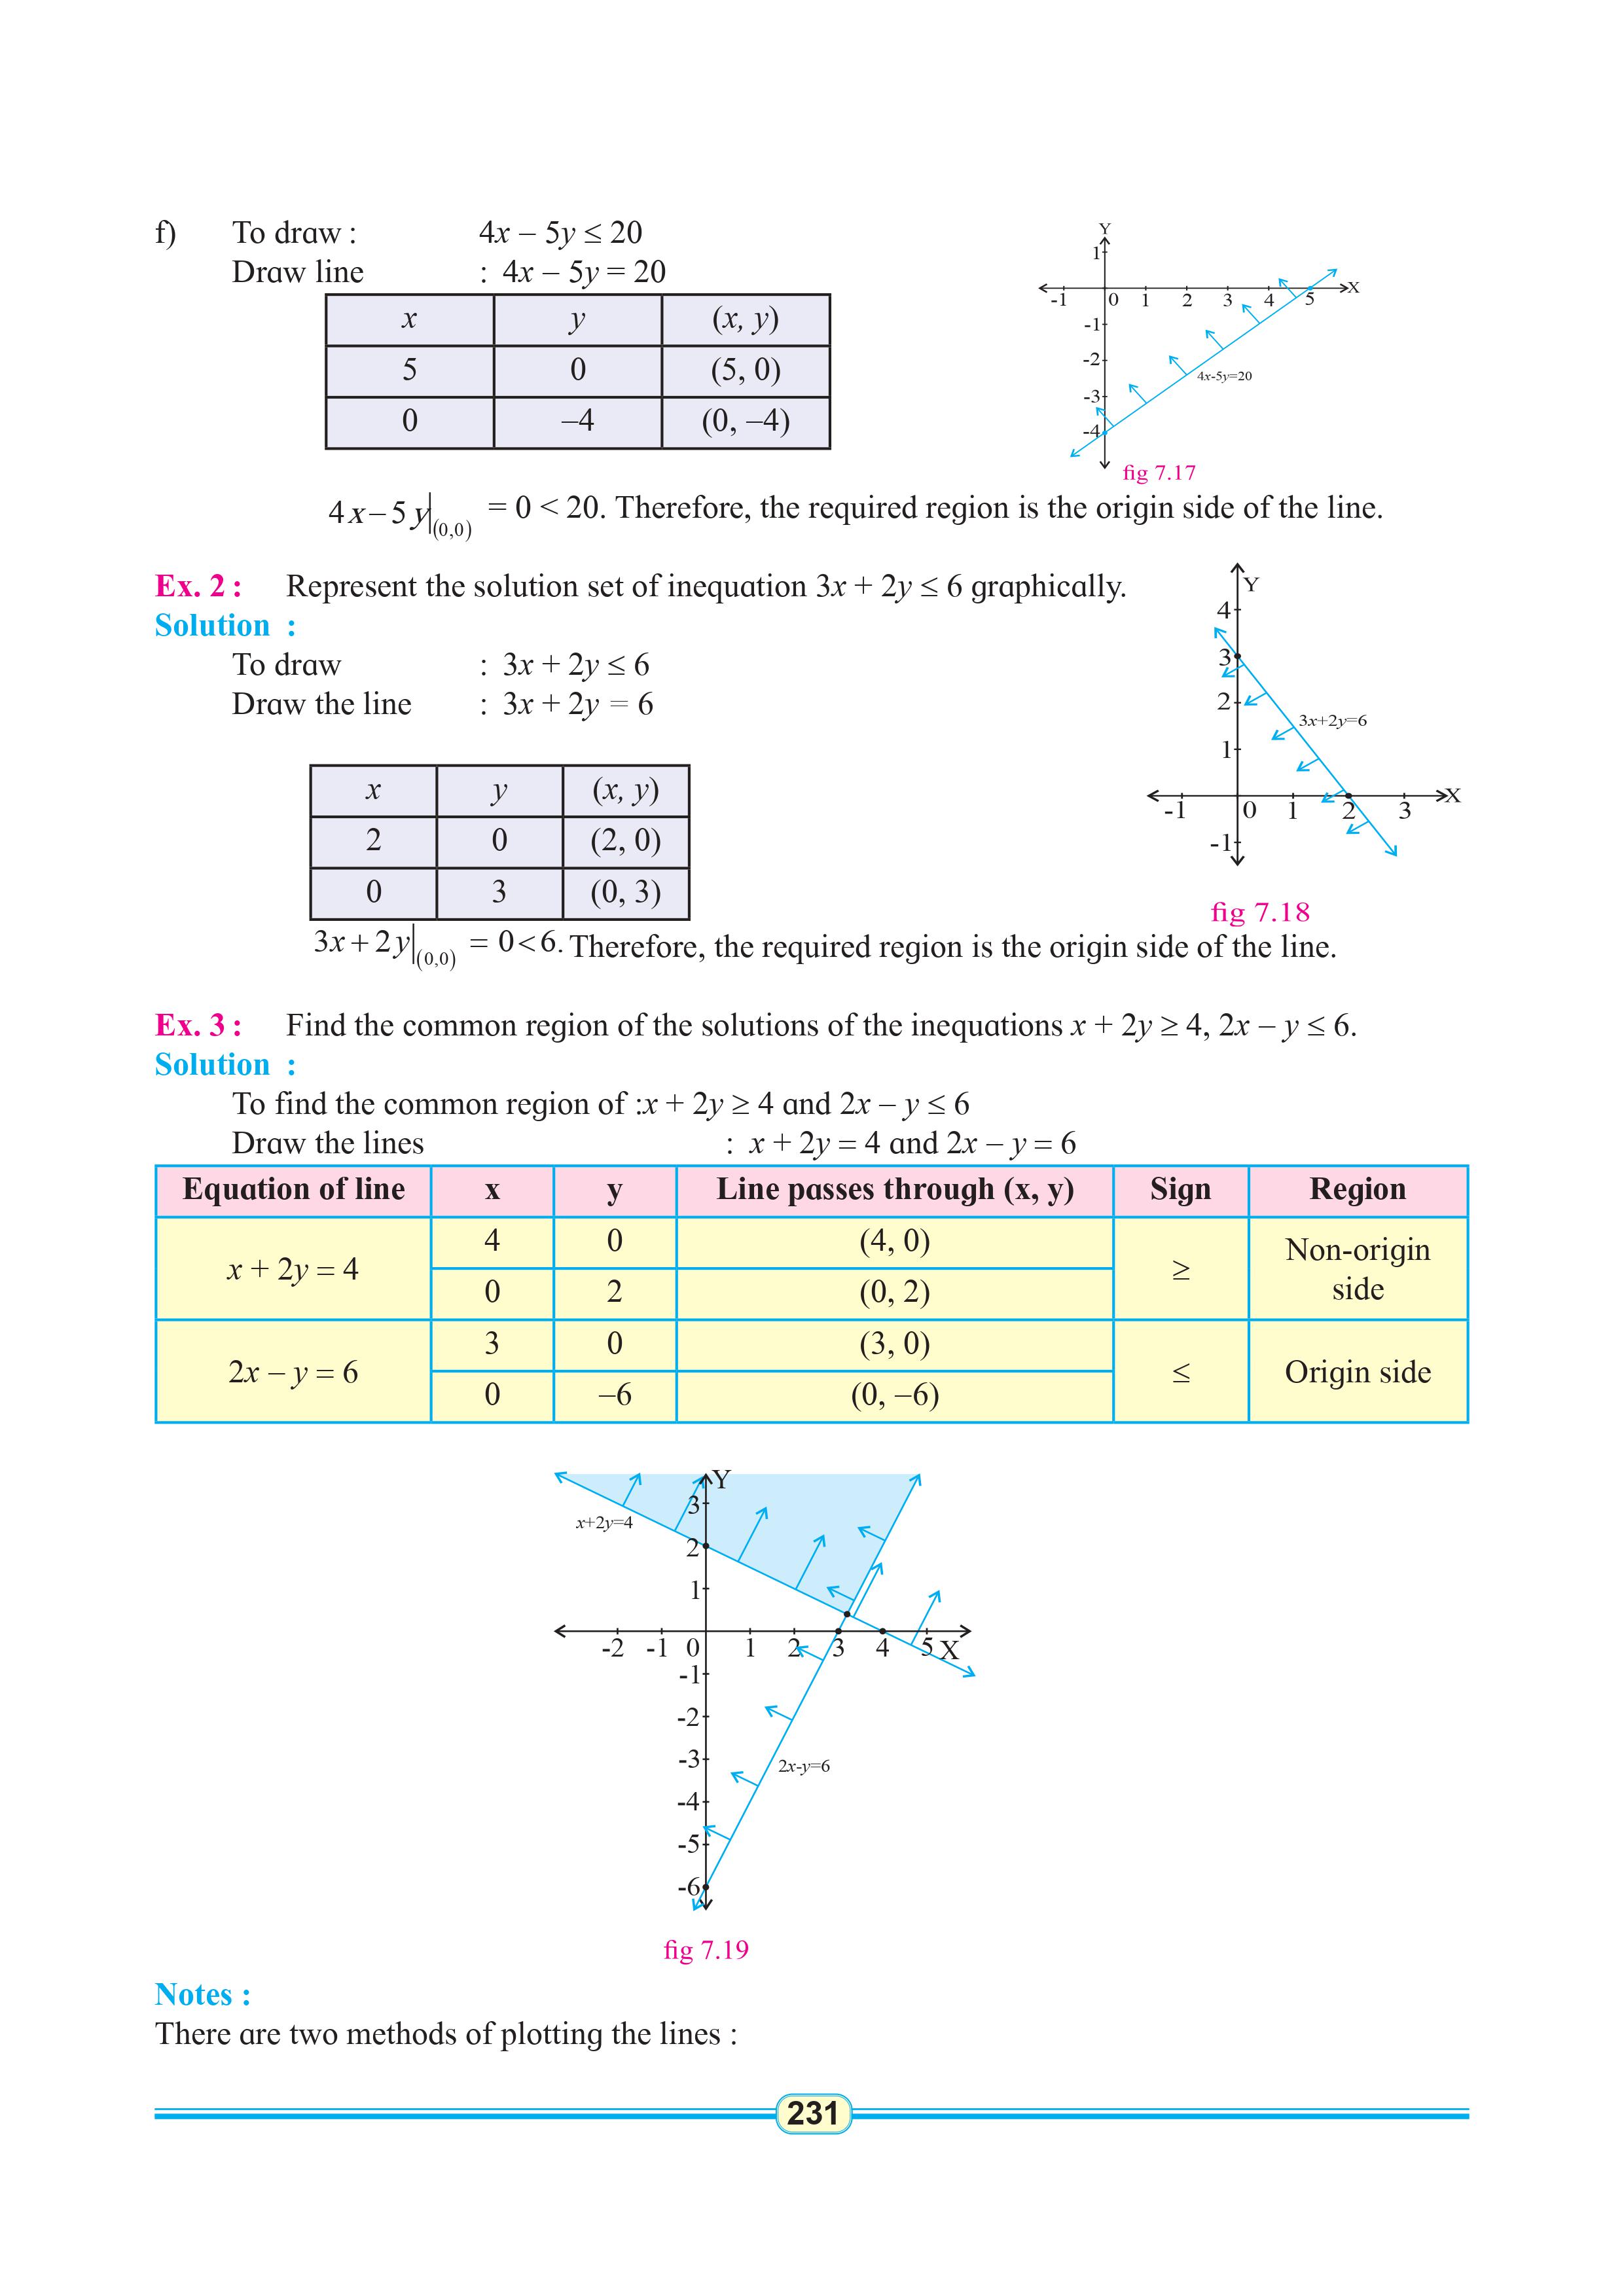 f) To draw : 4x – 5y ≤ 20
Draw line : 4x – 5y = 20
x y (x, y)
5 0 (5, 0)
0 –4 (0, –4)
Y
1
-1 0 1 2 3 4 5 X
-1
-2
4x-5y=20
-3
-4
fig 7.17
4x–5y|(0,0) = 0 < 20. Therefore, the required region is the origin side of the line.
Ex. 2 : Represent the solution set of inequation 3x + 2y ≤ 6 graphically.
Solution :
To draw : 3x + 2y ≤ 6
Draw the line : 3x + 2y = 6
x y (x, y)
2 0 (2, 0)
0 3 (0, 3)
Y
4
3
2
3x+2y=6
1
X
-1 0 1 2 3
-1
fig 7.18
3x+2y|(0,0) = 0<6. Therefore, the required region is the origin side of the line.
Ex. 3 : Find the common region of the solutions of the inequations x + 2y ≥ 4, 2x – y ≤ 6.
Solution :
To find the common region of :x + 2y ≥ 4 and 2x – y ≤ 6
Draw the lines : x + 2y = 4 and 2x – y = 6
Equation of line x y Line passes through (x, y) Sign Region
x + 2y = 4 4 0 (4, 0) ≥ Non-origin side
0 2 (0, 2)
2x – y = 6 3 0 (3, 0) ≤ Origin side
0 –6 (0, –6)
Y
3
x+2y=4
2
1
-2 -1 0 1 2 3 4 5 X
-1
-2
-3
2x-y=6
-4
-5
-6
fig 7.19
Notes :
There are two methods of plotting the lines :
231